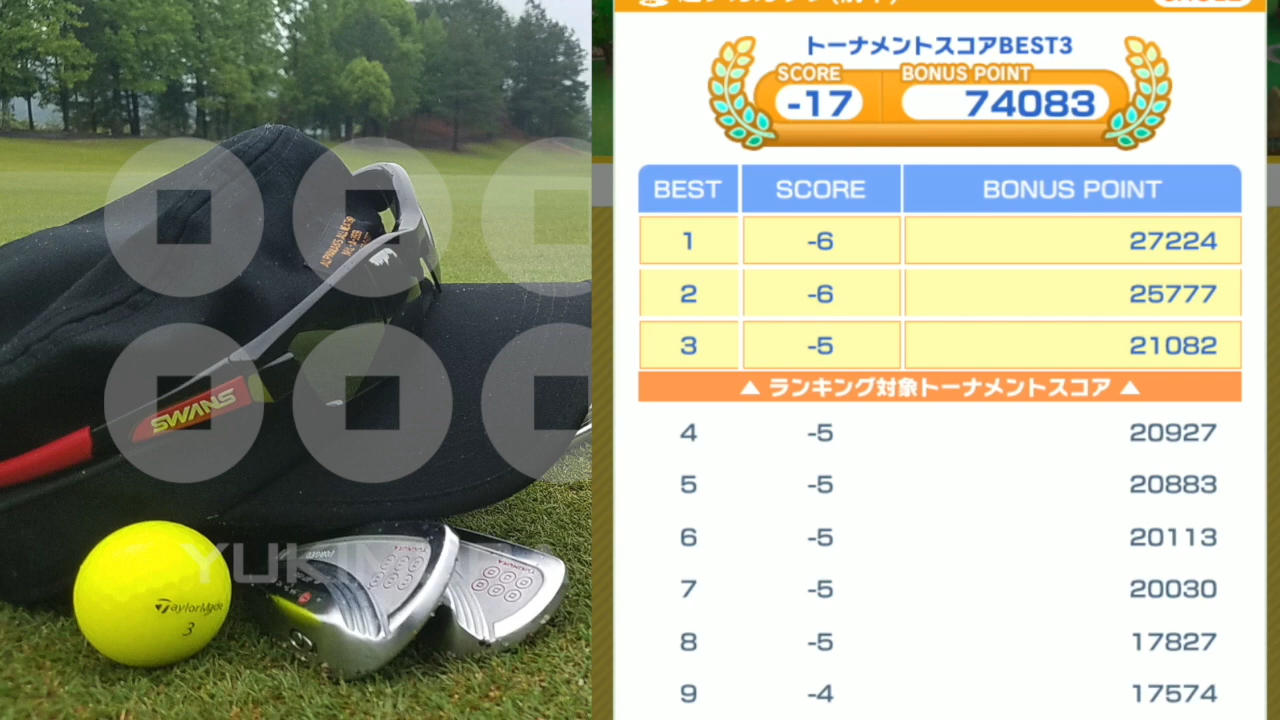 SWANS
TaylorMade
3
YUKIM
FORGED
YUKIMURA
トーナメントスコアBEST3
SCORE
BONUS POINT
-17
74083
BEST SCORE BONUS POINT
1 -6 27224
2 -6 25777
3 -5 21082
▲ ランキング対象トーナメントスコア ▲
4 -5 20927
5 -5 20883
6 -5 20113
7 -5 20030
8 -5 17827
9 -4 17574